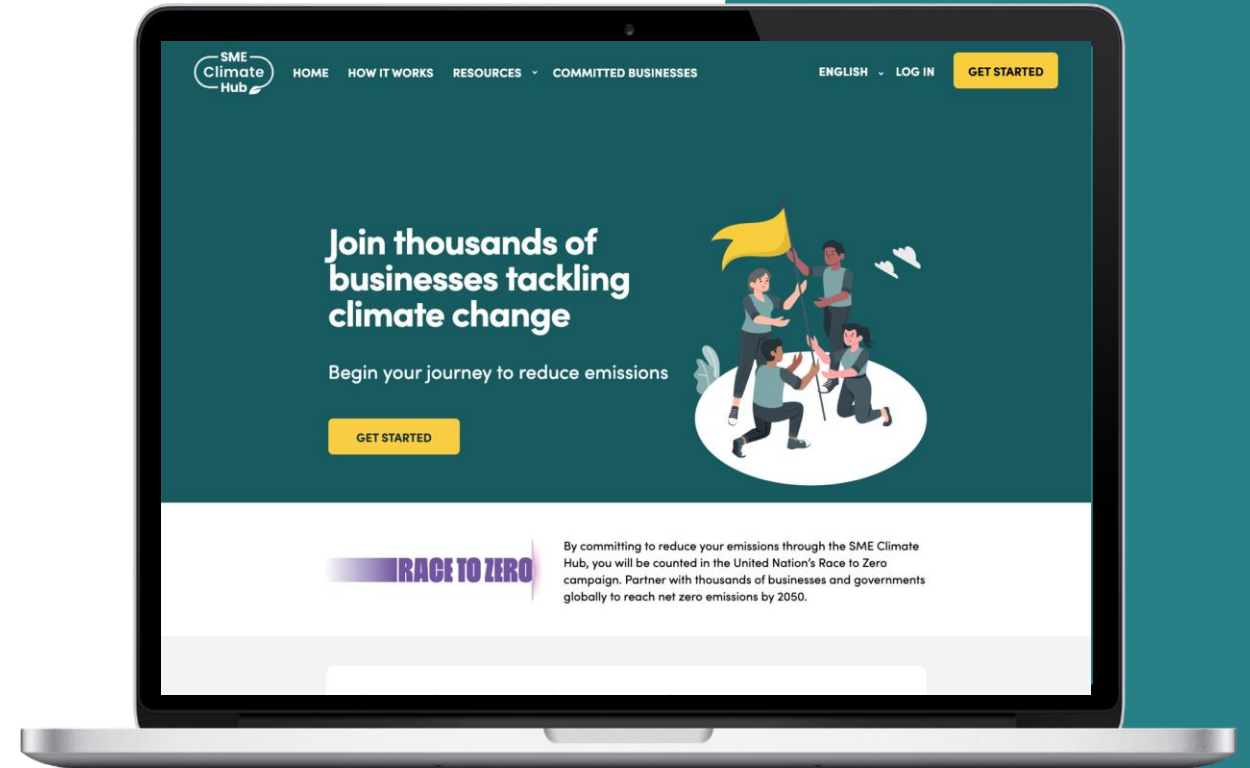 SME
Climate
Hub
HOME HOW IT WORKS RESOURCES COMMITTED BUSINESSES ENGLISH LOG IN GET STARTED
Join thousands of
businesses tackling
climate change
Begin your journey to reduce emissions
GET STARTED
RACE TO ZERO
By committing to reduce your emissions through the SME Climate
Hub, you will be counted in the United Nation's Race to Zero
campaign. Partner with thousands of businesses and governments
globally to reach net zero emissions by 2050.